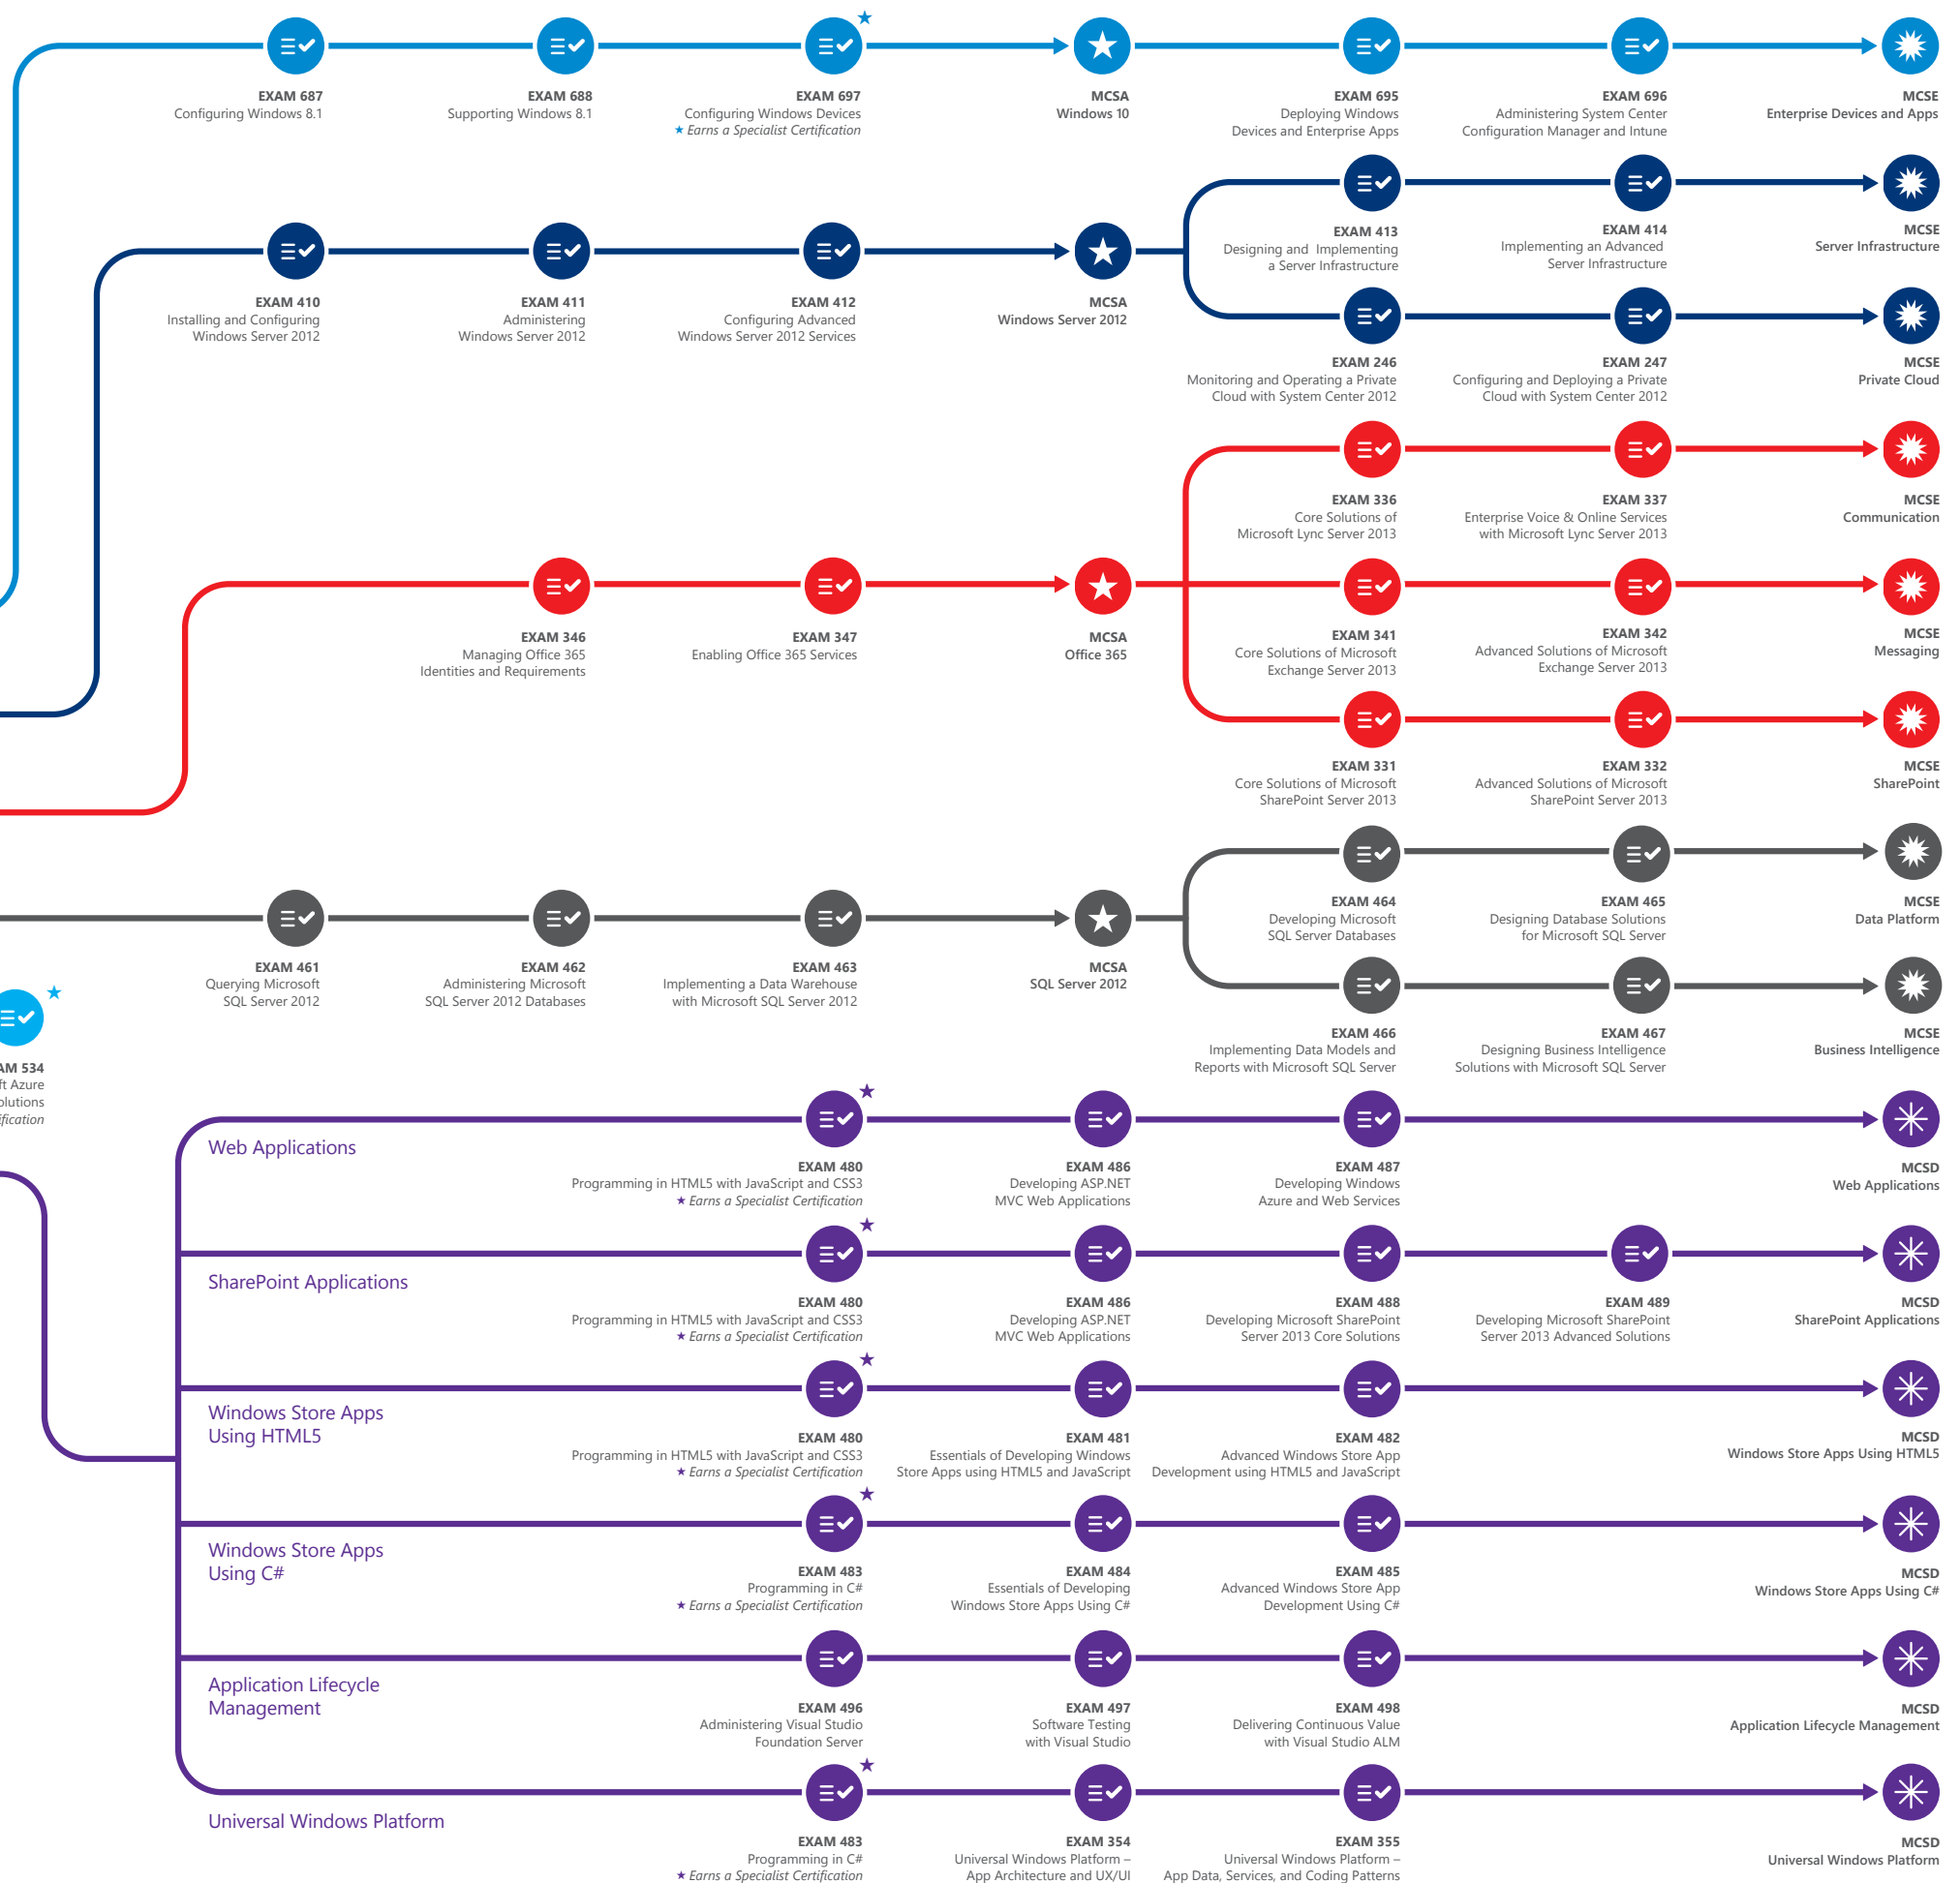 EXAM 687
Configuring Windows 8.1
EXAM 688
Supporting Windows 8.1
EXAM 697
Configuring Windows Devices
★ Earns a Specialist Certification
MCSA
Windows 10
EXAM 695
Deploying Windows
Devices and Enterprise Apps
EXAM 696
Administering System Center
Configuration Manager and Intune
MCSE
Enterprise Devices and Apps
EXAM 413
Designing and Implementing
a Server Infrastructure
EXAM 414
Implementing an Advanced
Server Infrastructure
MCSE
Server Infrastructure
EXAM 410
Installing and Configuring
Windows Server 2012
EXAM 411
Administering
Windows Server 2012
EXAM 412
Configuring Advanced
Windows Server 2012 Services
MCSA
Windows Server 2012
EXAM 246
Monitoring and Operating a Private
Cloud with System Center 2012
EXAM 247
Configuring and Deploying a Private
Cloud with System Center 2012
MCSE
Private Cloud
EXAM 336
Core Solutions of
Microsoft Lync Server 2013
EXAM 337
Enterprise Voice & Online Services
with Microsoft Lync Server 2013
MCSE
Communication
EXAM 346
Managing Office 365
Identities and Requirements
EXAM 347
Enabling Office 365 Services
MCSA
Office 365
EXAM 341
Core Solutions of Microsoft
Exchange Server 2013
EXAM 342
Advanced Solutions of Microsoft
Exchange Server 2013
MCSE
Messaging
EXAM 331
Core Solutions of Microsoft
SharePoint Server 2013
EXAM 332
Advanced Solutions of Microsoft
SharePoint Server 2013
MCSE
SharePoint
EXAM 464
Developing Microsoft
SQL Server Databases
EXAM 465
Designing Database Solutions
for Microsoft SQL Server
MCSE
Data Platform
EXAM 461
Querying Microsoft
SQL Server 2012
EXAM 462
Administering Microsoft
SQL Server 2012 Databases
EXAM 463
Implementing a Data Warehouse
with Microsoft SQL Server 2012
MCSA
SQL Server 2012
EXAM 466
Implementing Data Models and
Reports with Microsoft SQL Server
EXAM 467
Designing Business Intelligence
Solutions with Microsoft SQL Server
MCSE
Business Intelligence
534
Azure
Web Applications
EXAM 480
Programming in HTML5 with JavaScript and CSS3
★ Earns a Specialist Certification
EXAM 486
Developing ASP.NET
MVC Web Applications
EXAM 487
Developing Windows
Azure and Web Services
MCSD
Web Applications
SharePoint Applications
EXAM 480
Programming in HTML5 with JavaScript and CSS3
★ Earns a Specialist Certification
EXAM 486
Developing ASP.NET
MVC Web Applications
EXAM 488
Developing Microsoft SharePoint
Server 2013 Core Solutions
EXAM 489
Developing Microsoft SharePoint
Server 2013 Advanced Solutions
MCSD
SharePoint Applications
Windows Store Apps
Using HTML5
EXAM 480
Programming in HTML5 with JavaScript and CSS3
★ Earns a Specialist Certification
EXAM 481
Essentials of Developing Windows
Store Apps using HTML5 and JavaScript
EXAM 482
Advanced Windows Store App
Development using HTML5 and JavaScript
MCSD
Windows Store Apps Using HTML5
Windows Store Apps
Using C#
EXAM 483
Programming in C#
★ Earns a Specialist Certification
EXAM 484
Essentials of Developing
Windows Store Apps Using C#
EXAM 485
Advanced Windows Store App
Development Using C#
MCSD
Windows Store Apps Using C#
Application Lifecycle
Management
EXAM 496
Administering Visual Studio
Foundation Server
EXAM 497
Software Testing
with Visual Studio
EXAM 498
Delivering Continuous Value
with Visual Studio ALM
MCSD
Application Lifecycle Management
Universal Windows Platform
EXAM 483
Programming in C#
★ Earns a Specialist Certification
EXAM 354
Universal Windows Platform –
App Architecture and UX/UI
EXAM 355
Universal Windows Platform –
App Data, Services, and Coding Patterns
MCSD
Universal Windows Platform